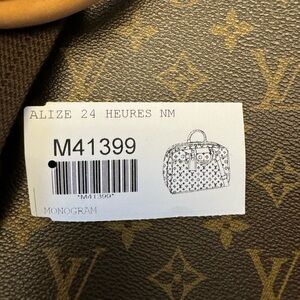 ALIZE 24 HEURES NM
M41399
*M41399*
MONOGRAM